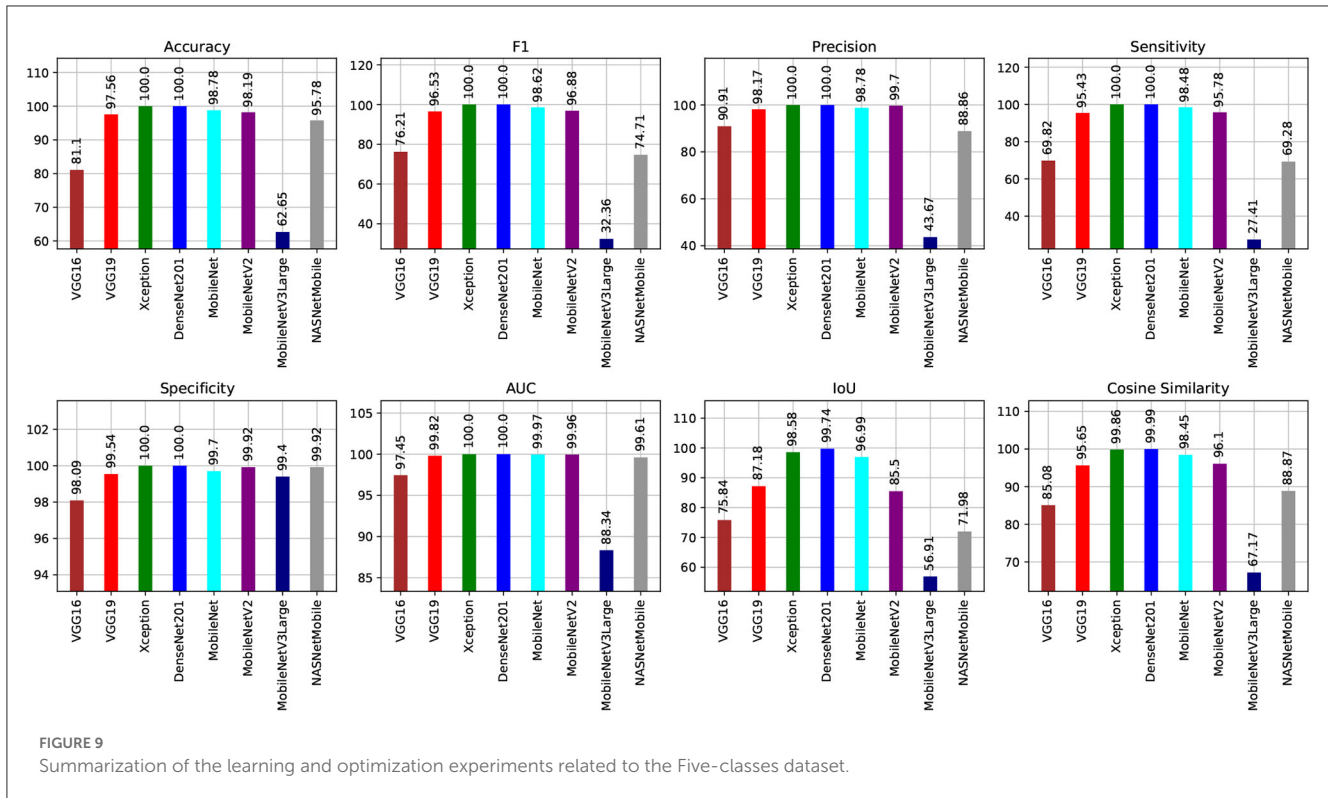 Accuracy
110
100
90
80
70
60
81.1
97.56
100.0
100.0
98.78
98.19
62.65
95.78
VGG16
VGG19
Xception
DenseNet201
MobileNet
MobileNetV2
MobileNetV3Large
NASNetMobile
F1
120
100
80
60
40
76.21
96.53
100.0
100.0
98.62
96.88
32.36
74.71
VGG16
VGG19
Xception
DenseNet201
MobileNet
MobileNetV2
MobileNetV3Large
NASNetMobile
Precision
100
80
60
40
90.91
98.17
100.0
100.0
98.78
99.7
43.67
88.86
VGG16
VGG19
Xception
DenseNet201
MobileNet
MobileNetV2
MobileNetV3Large
NASNetMobile
Sensitivity
120
100
80
60
40
69.82
95.43
100.0
100.0
98.48
95.78
27.41
69.28
VGG16
VGG19
Xception
DenseNet201
MobileNet
MobileNetV2
MobileNetV3Large
NASNetMobile
Specificity
102
100
98
96
94
98.09
99.54
100.0
100.0
99.7
99.92
99.4
99.92
VGG16
VGG19
Xception
DenseNet201
MobileNet
MobileNetV2
MobileNetV3Large
NASNetMobile
AUC
105
100
95
90
85
97.45
99.82
100.0
100.0
99.97
99.96
88.34
99.61
VGG16
VGG19
Xception
DenseNet201
MobileNet
MobileNetV2
MobileNetV3Large
NASNetMobile
IoU
110
100
90
80
70
60
75.84
87.18
98.58
99.74
96.99
85.5
56.91
71.98
VGG16
VGG19
Xception
DenseNet201
MobileNet
MobileNetV2
MobileNetV3Large
NASNetMobile
Cosine Similarity
110
100
90
80
70
85.08
95.65
99.86
99.99
98.45
96.1
67.17
88.87
VGG16
VGG19
Xception
DenseNet201
MobileNet
MobileNetV2
MobileNetV3Large
NASNetMobile
FIGURE 9
Summarization of the learning and optimization experiments related to the Five-classes dataset.